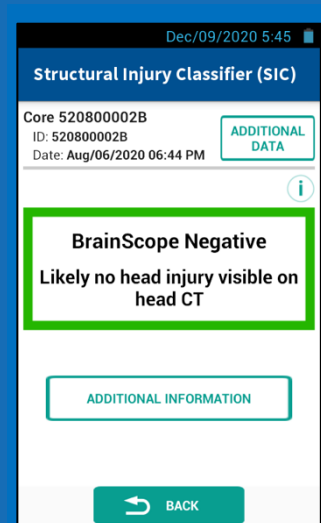 Dec/09/2020 5:45
Structural Injury Classifier (SIC)
Core 520800002B
ID: 520800002B
Date: Aug/06/2020 06:44 PM
ADDITIONAL
DATA
i
BrainScope Negative
Likely no head injury visible on
head CT
ADDITIONAL INFORMATION
BACK